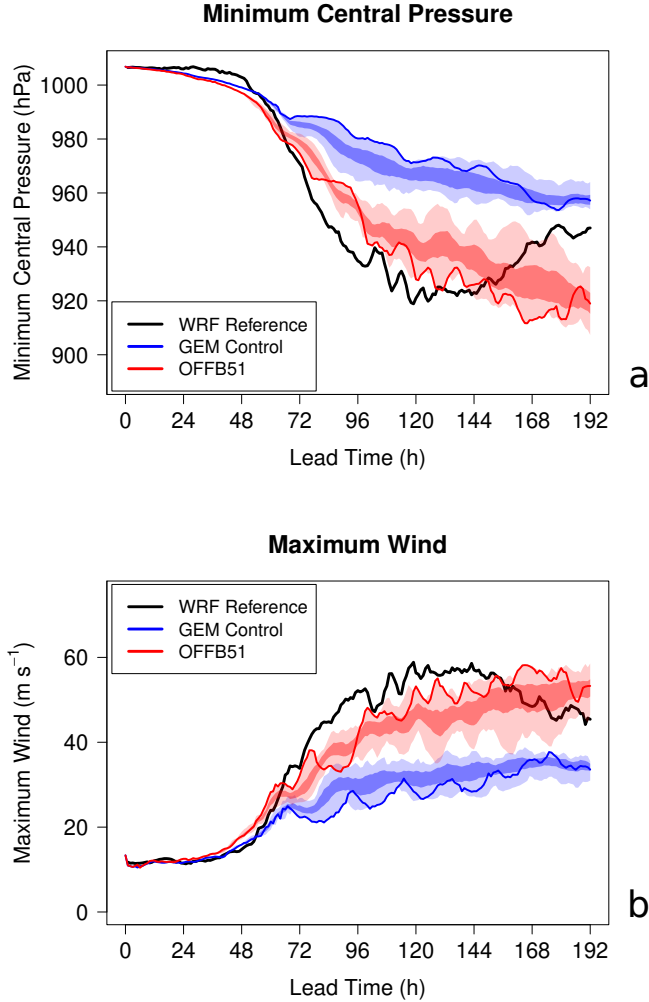 Minimum Central Pressure
Minimum Central Pressure (hPa)
1000
980
960
940
920
900
WRF Reference
GEM Control
OFFB51
a
0 24 48 72 96 120 144 168 192
Lead Time (h)
Maximum Wind
Maximum Wind (m s⁻¹)
60
40
20
0
WRF Reference
GEM Control
OFFB51
b
0 24 48 72 96 120 144 168 192
Lead Time (h)